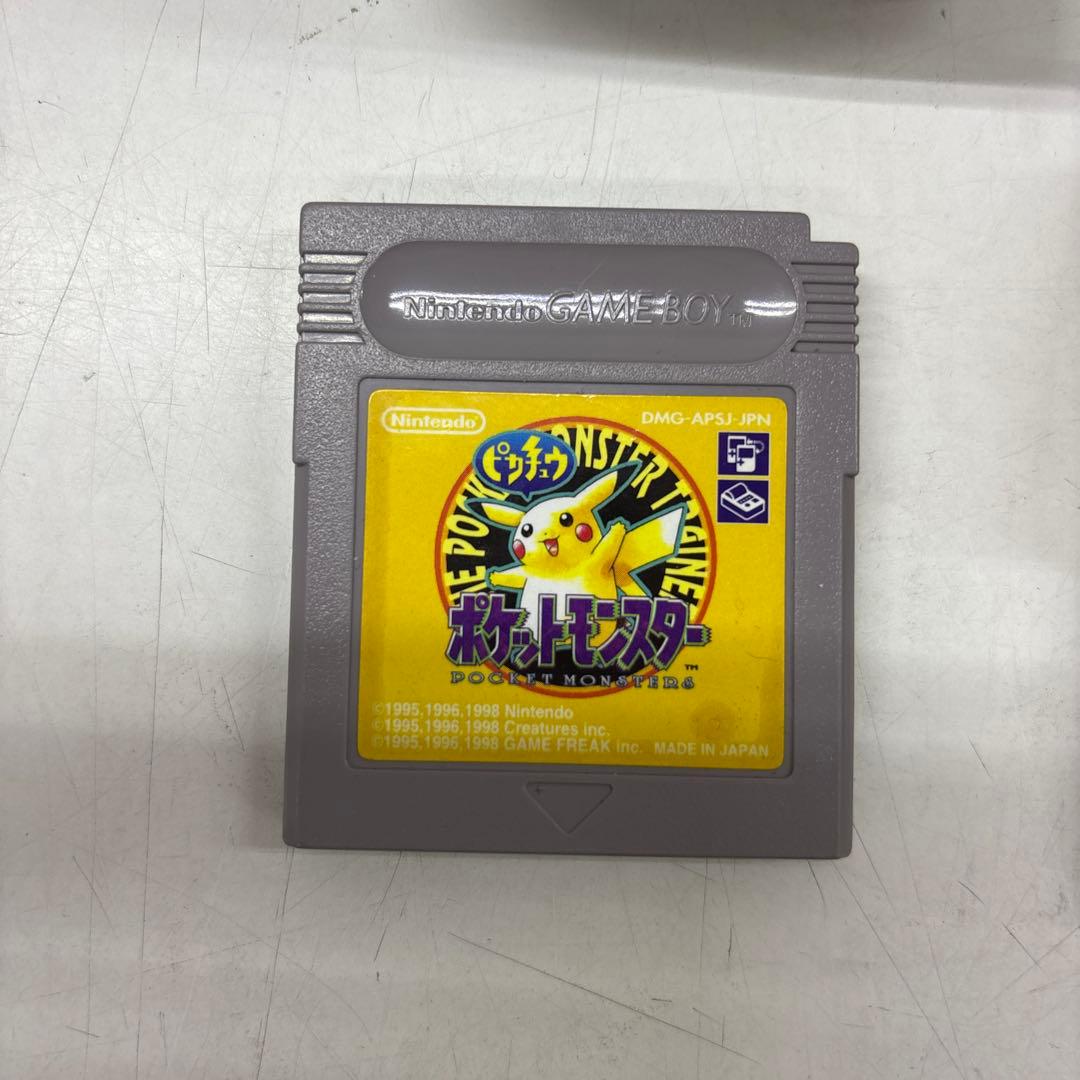 Nintendo GAME BOY TM
Nintendo
DMG-APSJ-JPN
THE POCKET MONSTER TRAINER
ピカチュウ
ポケットモンスター
TM
POCKET MONSTERS
©1995,1996,1998 Nintendo
©1995,1996,1998 Creatures inc.
©1995,1996,1998 GAME FREAK inc. MADE IN JAPAN